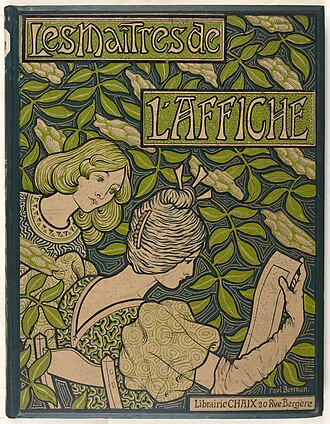 Les Maîtres de
L'AFFICHE
Paul Berthon.
Librairie CHAIX 20 Rue Bergère